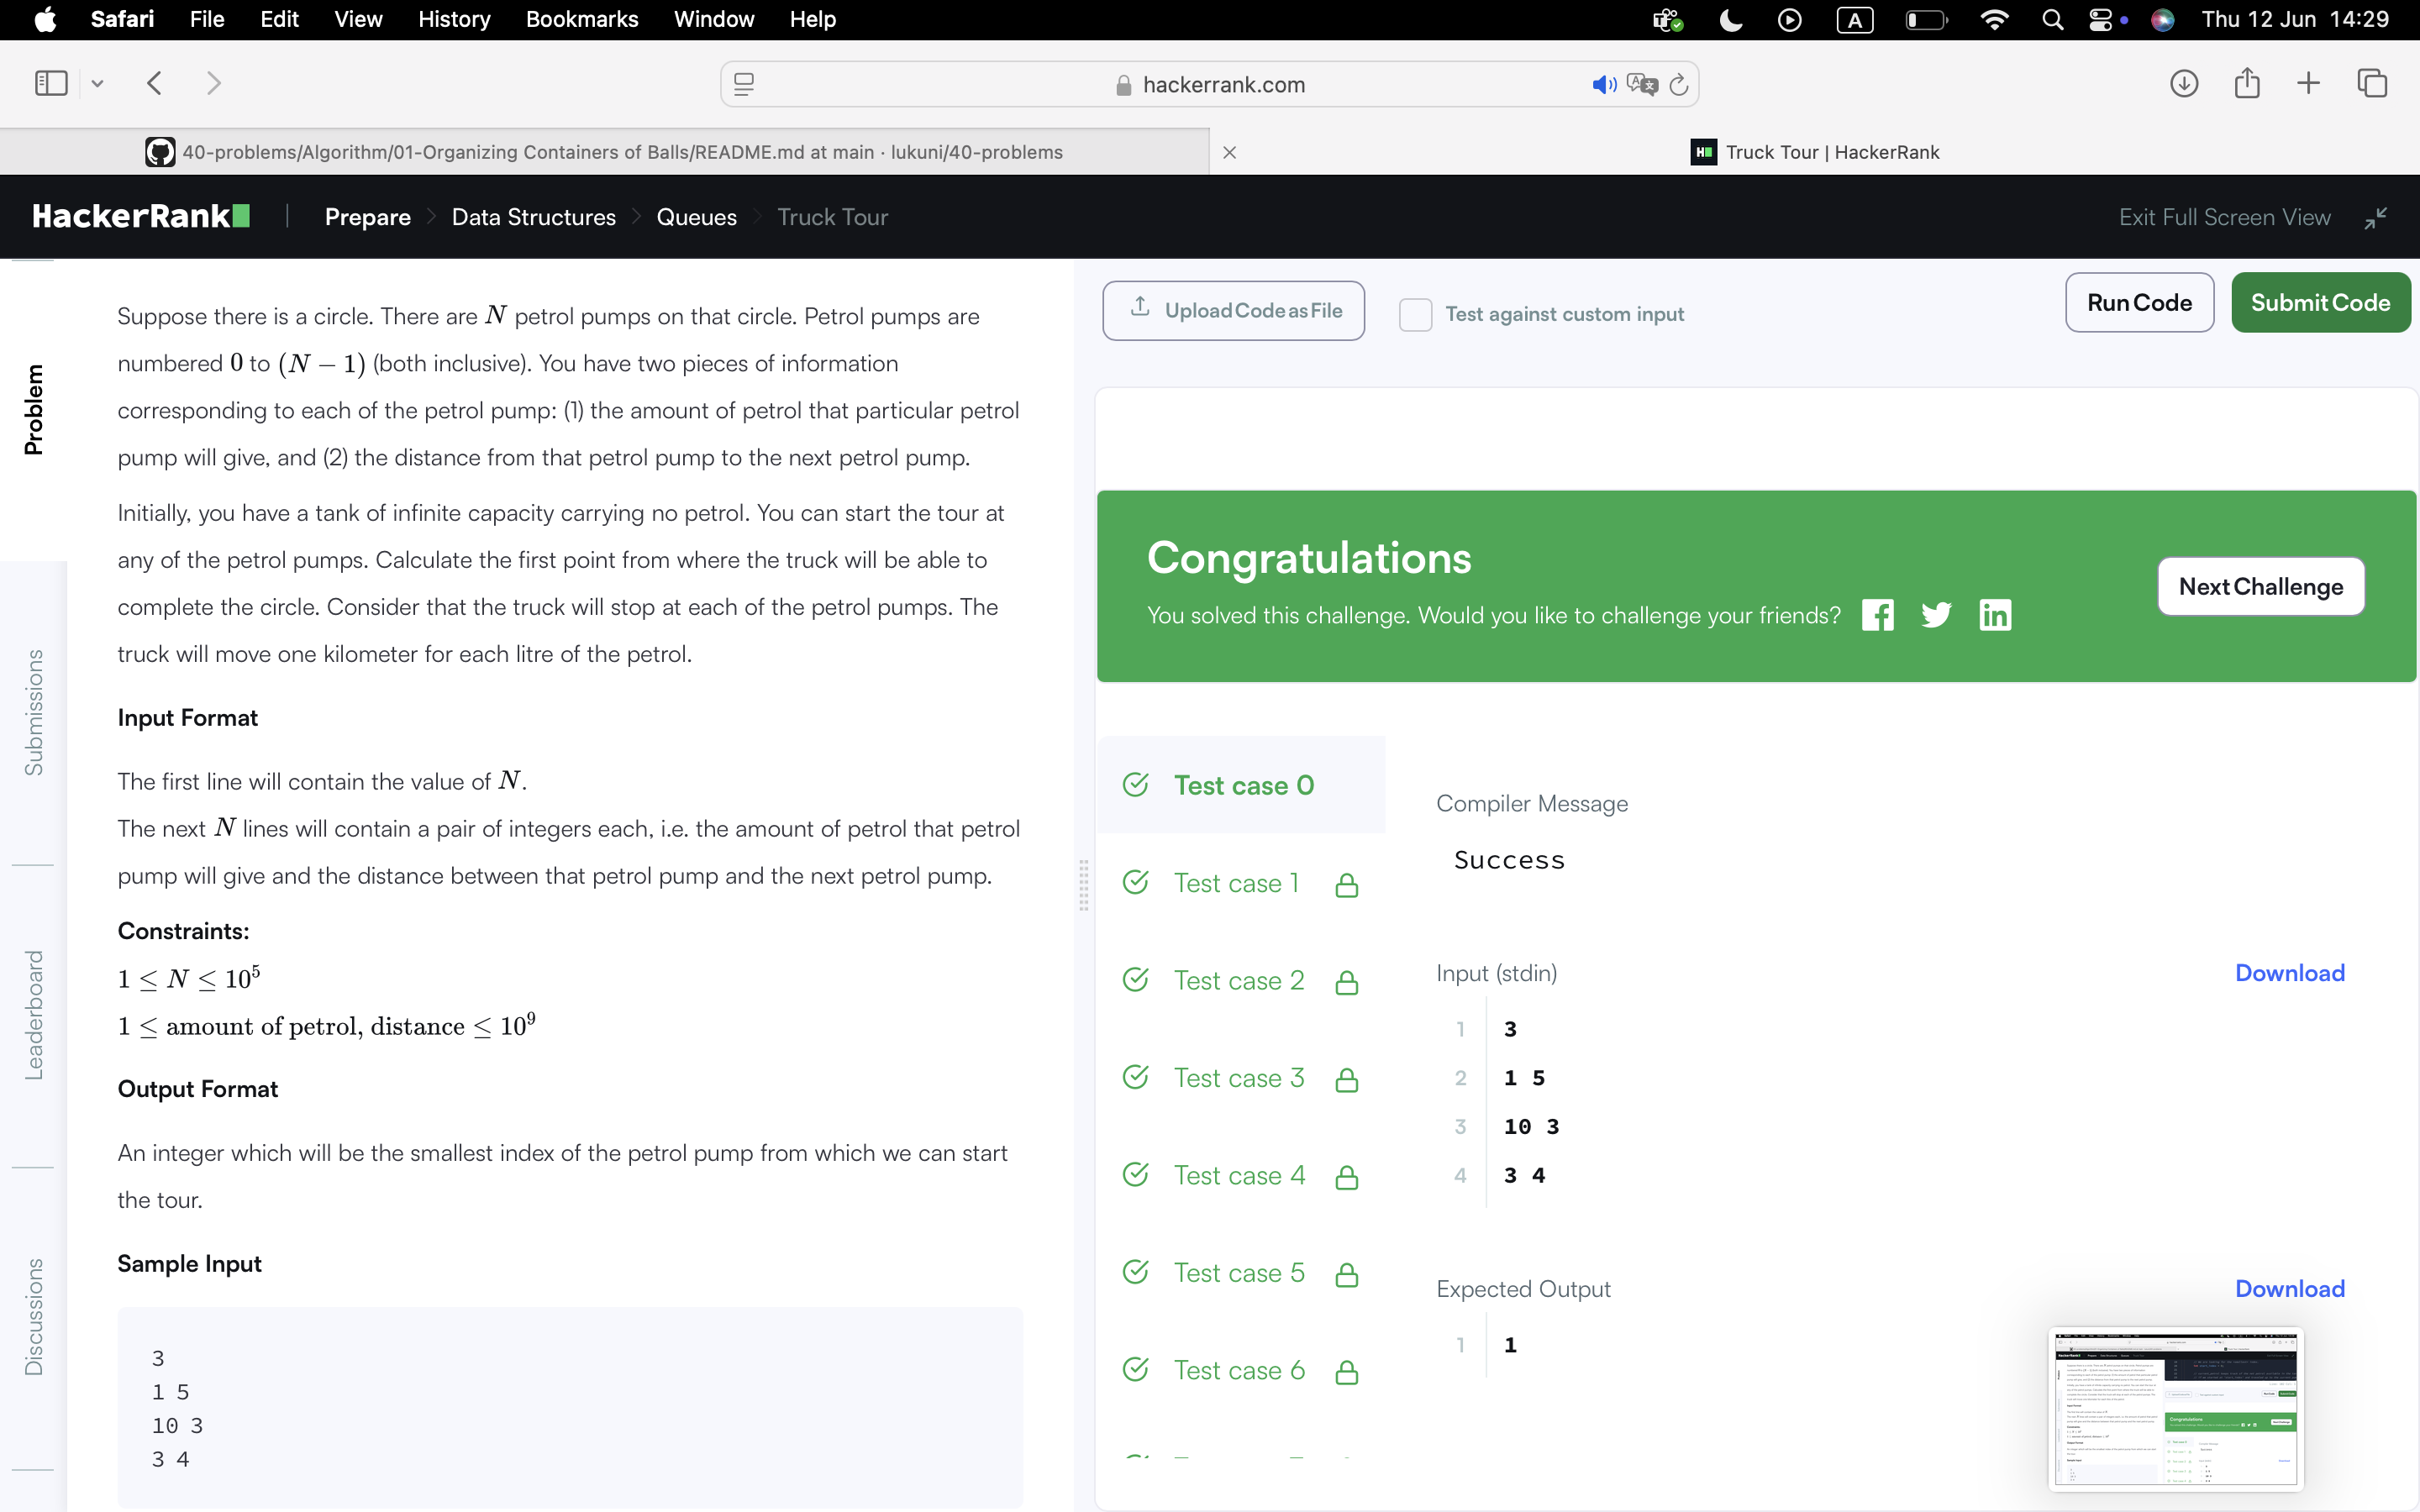 Safari File Edit View History Bookmarks Window Help A Thu 12 Jun 14:29
hackerrank.com
40-problems/Algorithm/01-Organizing Containers of Balls/README.md at main · lukuni/40-problems
Truck Tour | HackerRank
HackerRank Prepare Data Structures Queues Truck Tour Exit Full Screen View
Problem
Submissions
Leaderboard
Discussions
Suppose there is a circle. There are N petrol pumps on that circle. Petrol pumps are
numbered 0 to (N − 1) (both inclusive). You have two pieces of information
corresponding to each of the petrol pump: (1) the amount of petrol that particular petrol
pump will give, and (2) the distance from that petrol pump to the next petrol pump.
Initially, you have a tank of infinite capacity carrying no petrol. You can start the tour at
any of the petrol pumps. Calculate the first point from where the truck will be able to
complete the circle. Consider that the truck will stop at each of the petrol pumps. The
truck will move one kilometer for each litre of the petrol.
Input Format
The first line will contain the value of N.
The next N lines will contain a pair of integers each, i.e. the amount of petrol that petrol
pump will give and the distance between that petrol pump and the next petrol pump.
Constraints:
1 ≤ N ≤ 10⁵
1 ≤ amount of petrol, distance ≤ 10⁹
Output Format
An integer which will be the smallest index of the petrol pump from which we can start
the tour.
Sample Input
3
1 5
10 3
3 4
Upload Code as File
Test against custom input
Run Code
Submit Code
Congratulations
You solved this challenge. Would you like to challenge your friends?
Next Challenge
Test case 0
Test case 1
Test case 2
Test case 3
Test case 4
Test case 5
Test case 6
Compiler Message
Success
Input (stdin)
Download
1 3
2 1 5
3 10 3
4 3 4
Expected Output
Download
1 1